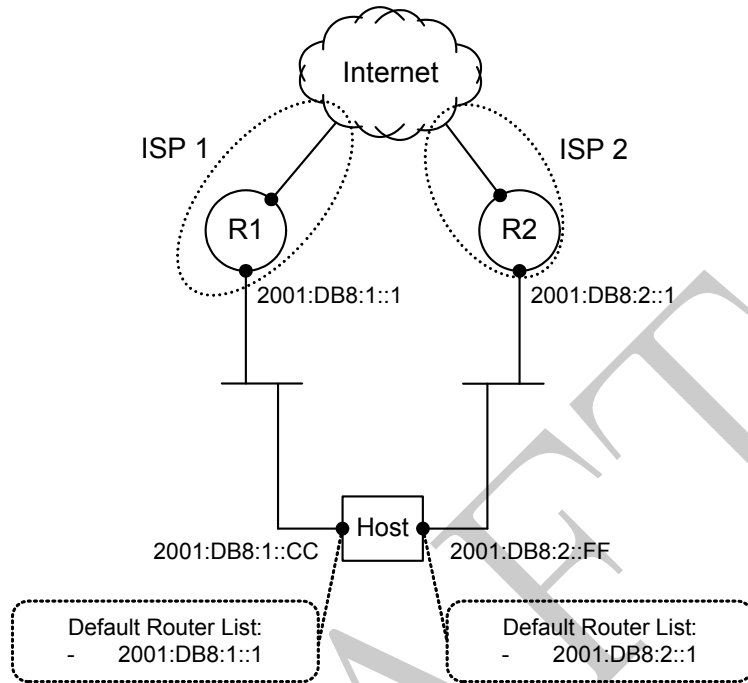 Internet
ISP 1
ISP 2
R1
R2
2001:DB8:1::1
2001:DB8:2::1
Host
2001:DB8:1::CC
2001:DB8:2::FF
Default Router List:
- 2001:DB8:1::1
Default Router List:
- 2001:DB8:2::1
AFT